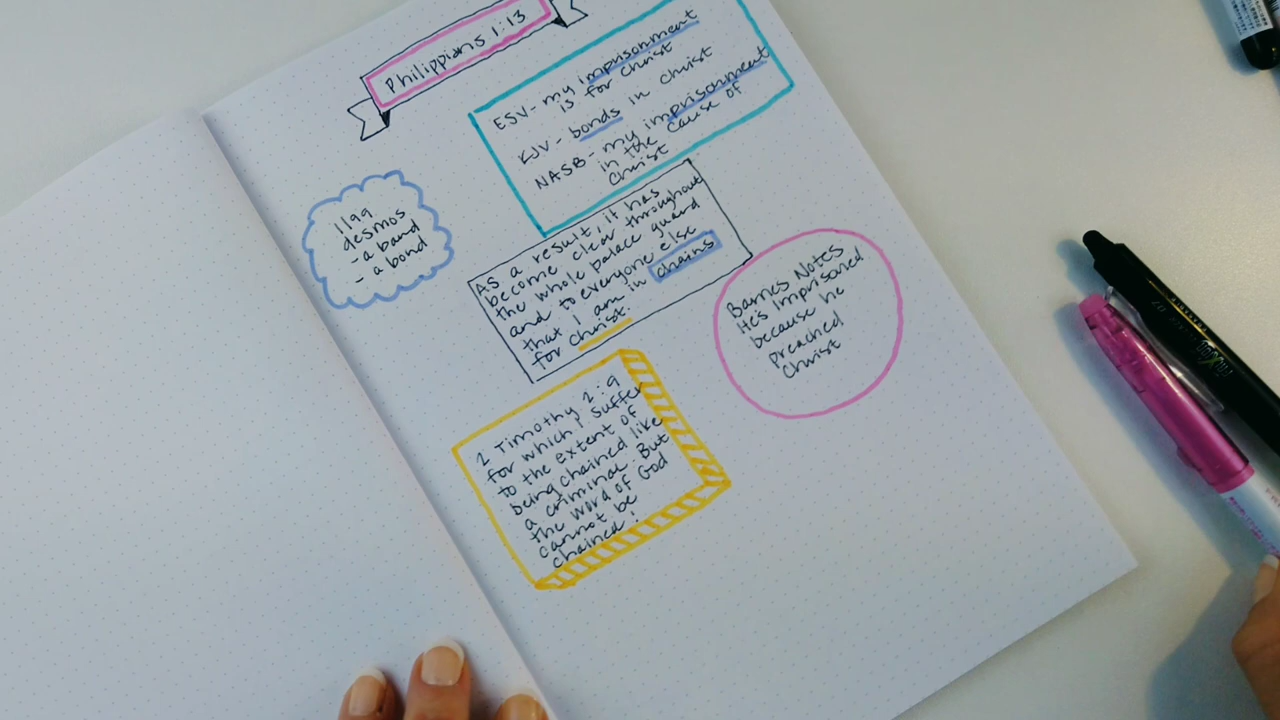 Philippians 1:13
ESV - my imprisonment
is for Christ
KJV - bonds in Christ
NASB - my imprisonment
in the cause of
Christ
1199
desmos
- a band
- a bond
As a result, it has
become clear throughout
the whole palace guard
and to everyone else
that I am in chains
for Christ.
Barnes Notes
He's Imprisoned
because he
preached
Christ
2 Timothy 2:9
for which I suffer
to the extent of
being chained like
a criminal. But
the word of God
cannot be
chained!